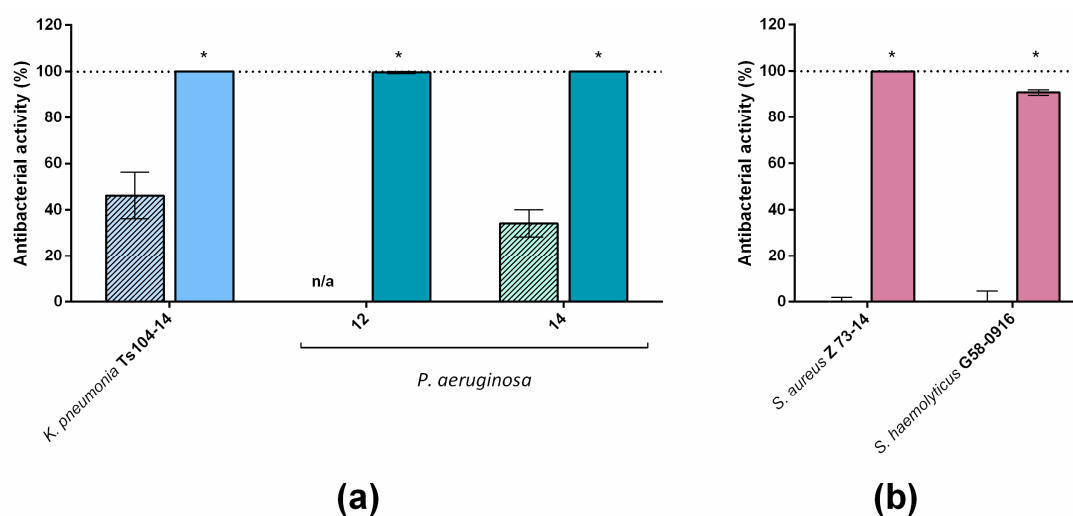 Antibacterial activity (%)
120
100
80
60
40
20
0
*
*
*
n/a
K. pneumonia Ts104-14
12
14
P. aeruginosa
(a)
Antibacterial activity (%)
120
100
80
60
40
20
0
*
*
S. aureus Z 73-14
S. haemolyticus G58-0916
(b)